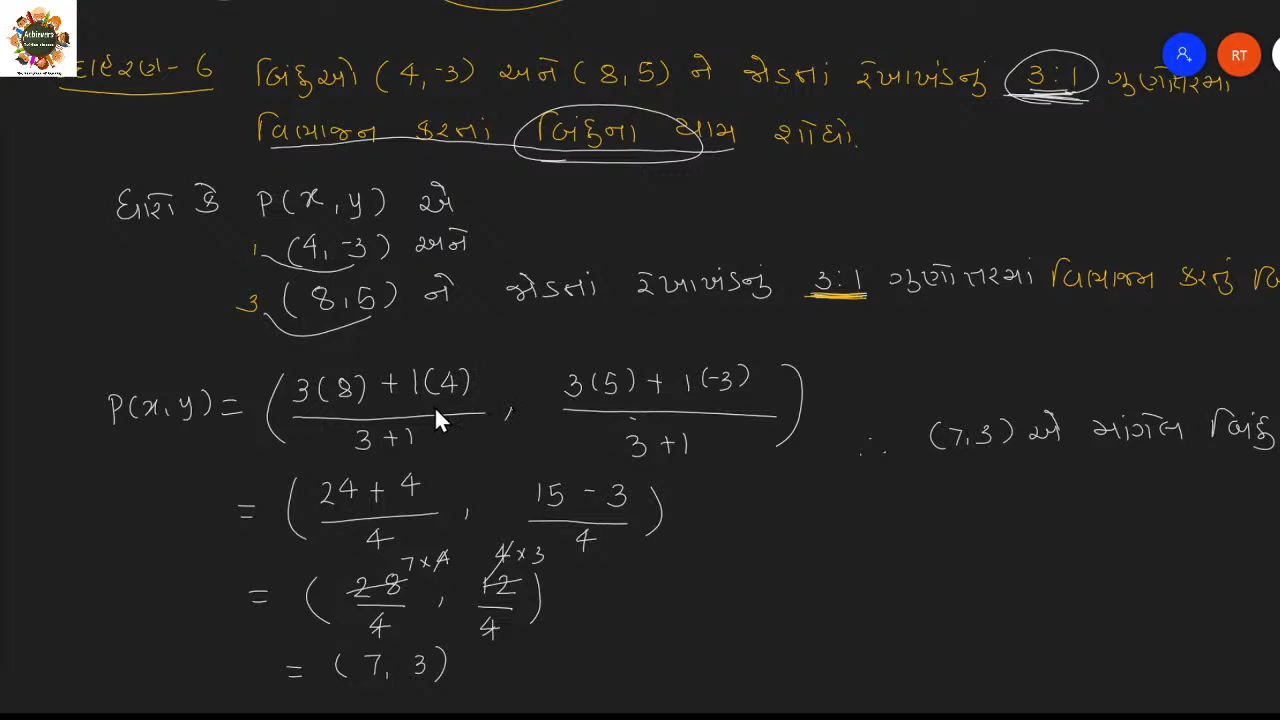 Achievers
દાહરણ - 6 બિંદુઓ (4,-3) અને (8,5) ને જોડતાં રેખાખંડનું 3:1 ગુણોત્તરમાં
વિભાજન કરતાં બિંદુના યામ શોધો.
ધારો કે P(x,y) એ
1 (4,-3) અને
3 (8,5) ને જોડતાં રેખાખંડનું 3:1 ગુણોત્તરમાં વિભાજન કરતું બિ
P(x,y) = ( 3(8) + 1(4) / 3+1 , 3(5) + 1(-3) / 3+1 )
∴ (7,3) એ માંગેલ બિંદુ
= ( 24 + 4 / 4 , 15 - 3 / 4 )
7×4 4×3
= ( 28 / 4 , 12 / 4 )
= (7, 3)
RT